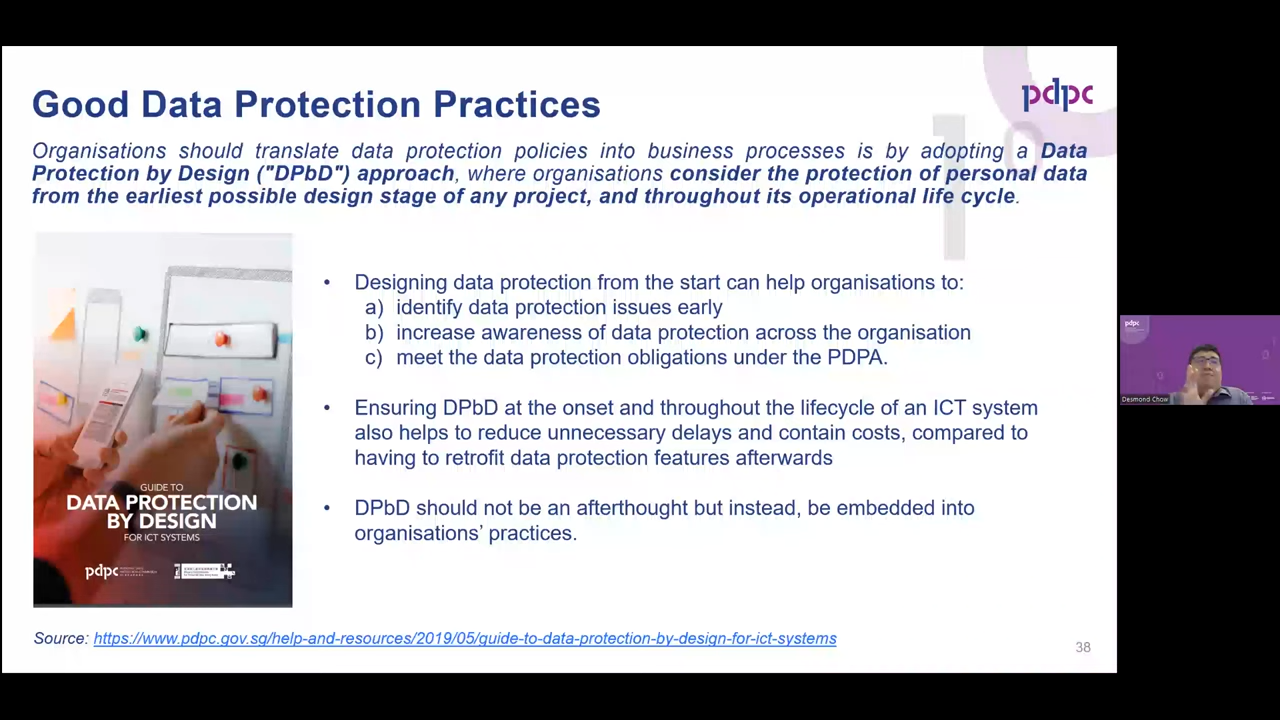 Good Data Protection Practices
pdpc
Organisations should translate data protection policies into business processes is by adopting a Data
Protection by Design ("DPbD") approach, where organisations consider the protection of personal data
from the earliest possible design stage of any project, and throughout its operational life cycle.
• Designing data protection from the start can help organisations to:
a) identify data protection issues early
b) increase awareness of data protection across the organisation
c) meet the data protection obligations under the PDPA.
• Ensuring DPbD at the onset and throughout the lifecycle of an ICT system
also helps to reduce unnecessary delays and contain costs, compared to
having to retrofit data protection features afterwards
• DPbD should not be an afterthought but instead, be embedded into
organisations’ practices.
GUIDE TO
DATA PROTECTION
BY DESIGN
FOR ICT SYSTEMS
pdpc
Source: https://www.pdpc.gov.sg/help-and-resources/2019/05/guide-to-data-protection-by-design-for-ict-systems
38
pdpc
Desmond Chow